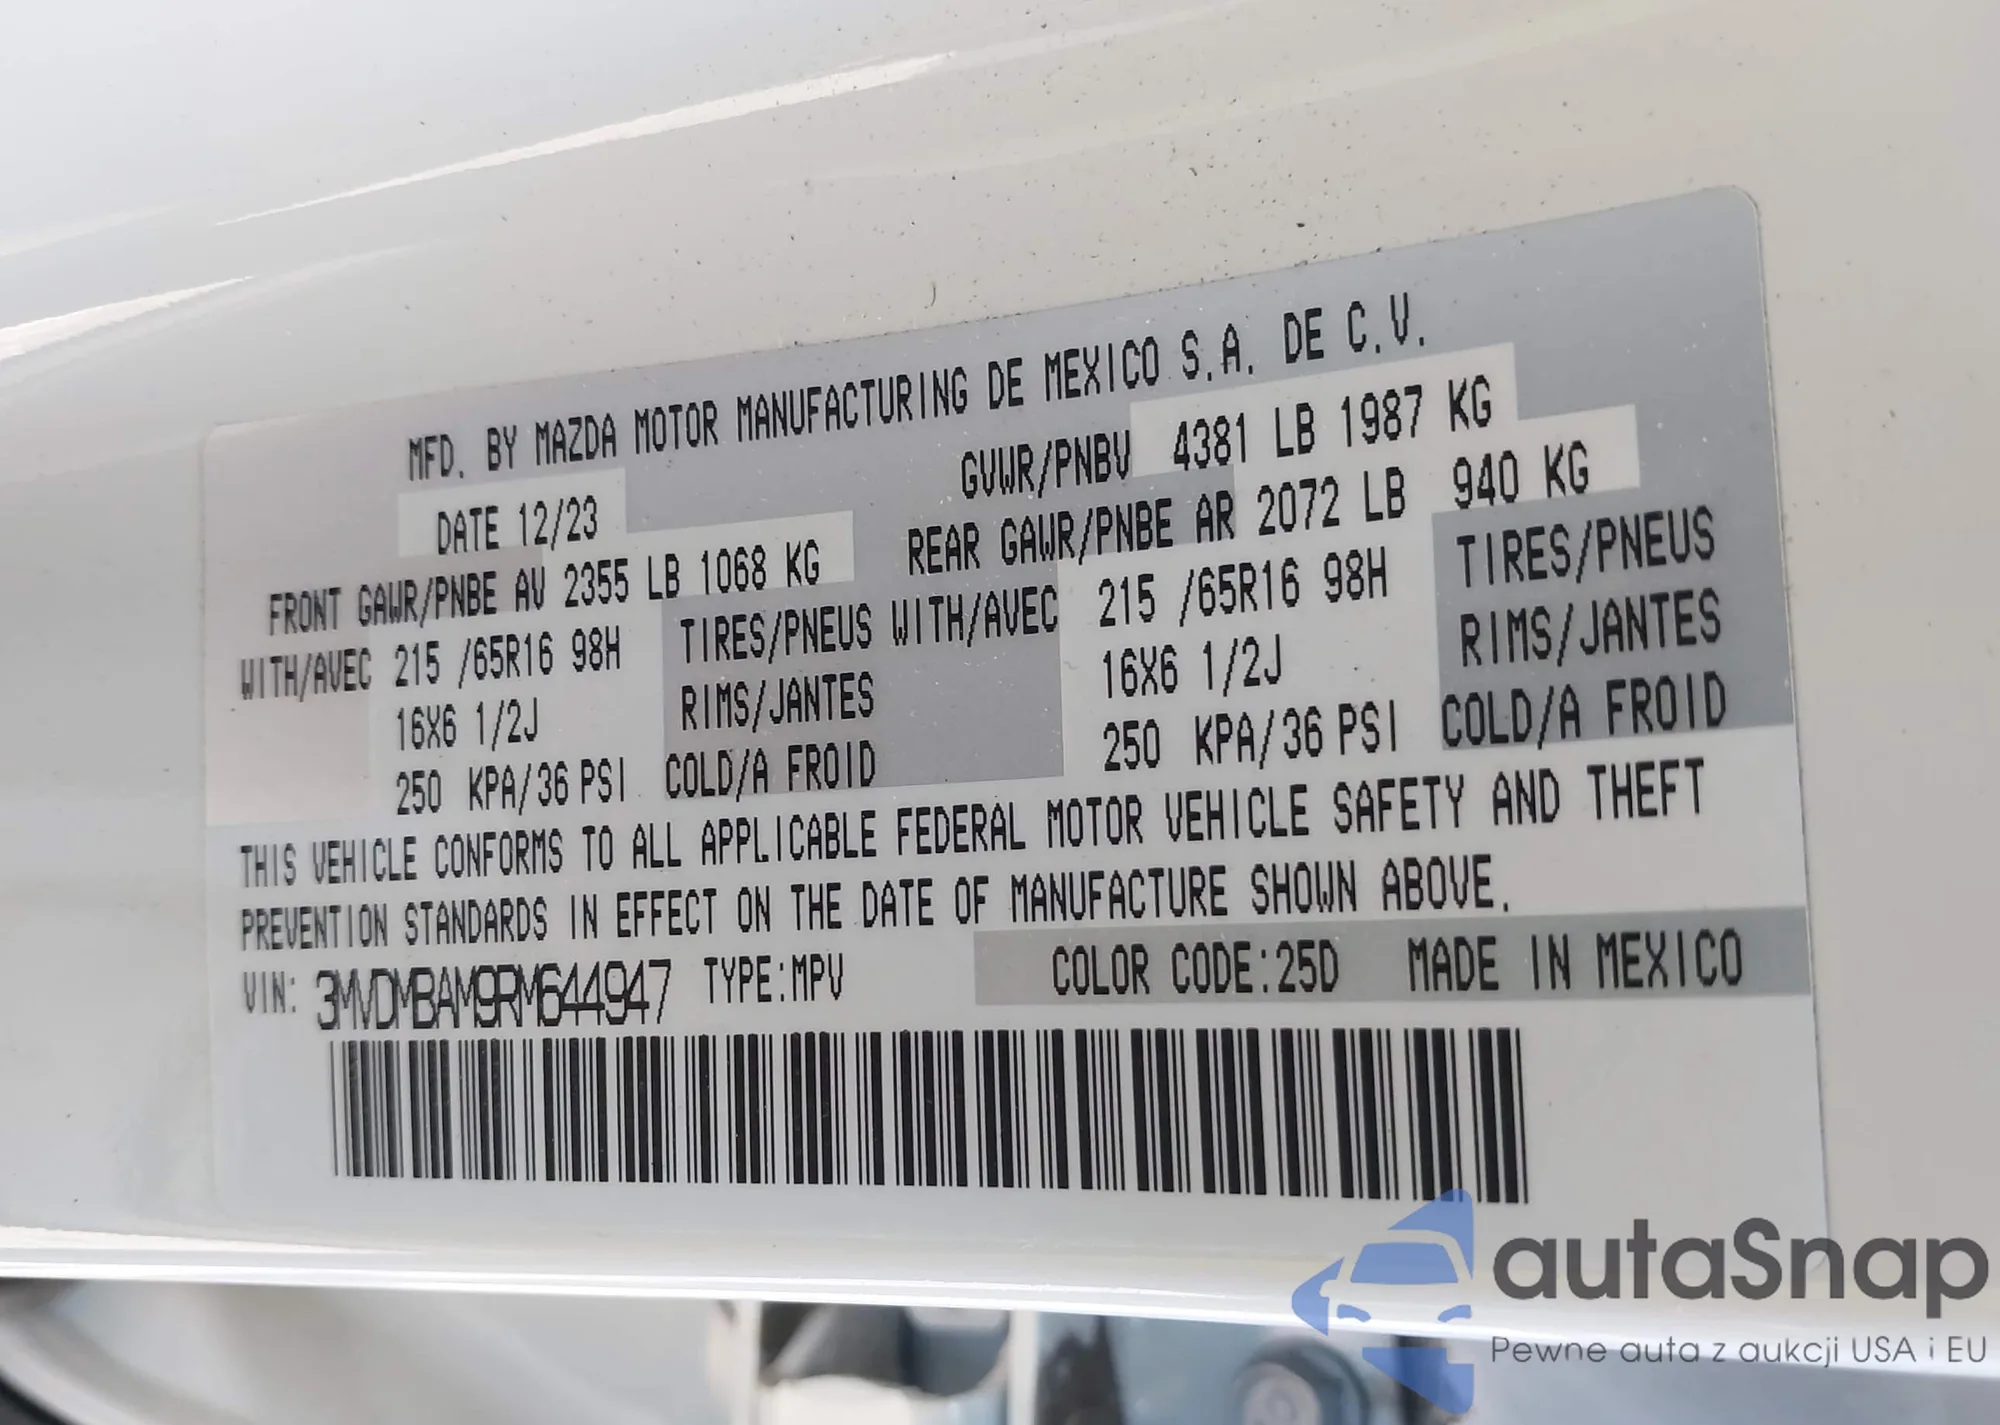 MFD. BY MAZDA MOTOR MANUFACTURING DE MEXICO S.A. DE C.V.
DATE 12/23 GVWR/PNBV 4381 LB 1987 KG
FRONT GAWR/PNBE AV 2355 LB 1068 KG REAR GAWR/PNBE AR 2072 LB 940 KG
WITH/AVEC 215 /65R16 98H TIRES/PNEUS WITH/AVEC 215 /65R16 98H TIRES/PNEUS
16X6 1/2J RIMS/JANTES 16X6 1/2J RIMS/JANTES
250 KPA/36 PSI COLD/A FROID 250 KPA/36 PSI COLD/A FROID
THIS VEHICLE CONFORMS TO ALL APPLICABLE FEDERAL MOTOR VEHICLE SAFETY AND THEFT
PREVENTION STANDARDS IN EFFECT ON THE DATE OF MANUFACTURE SHOWN ABOVE.
VIN: 3MVDMBAM9RM644947 TYPE:MPV COLOR CODE:25D MADE IN MEXICO
autaSnap
Pewne auta z aukcji USA i EU